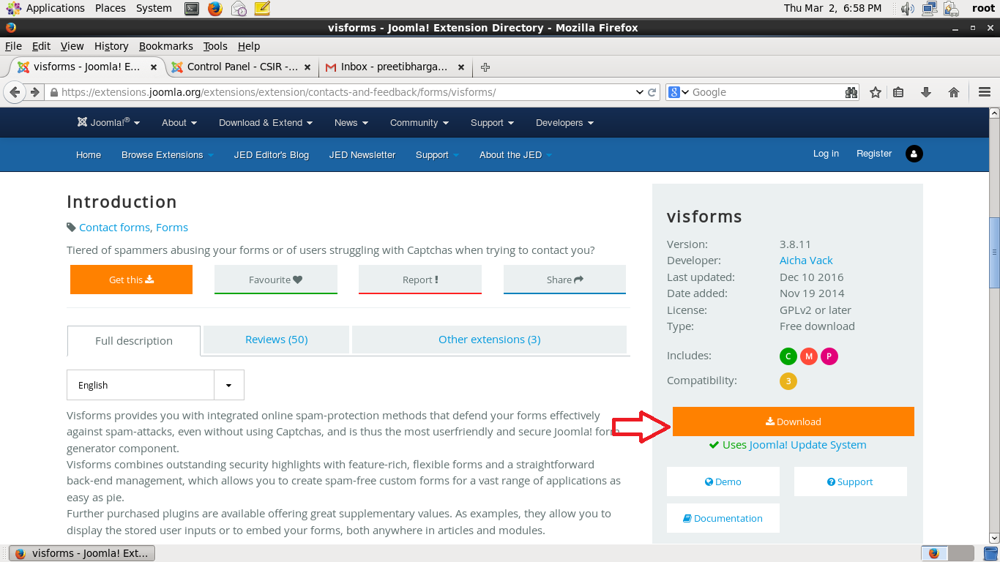 Applications Places System Thu Mar 2, 6:58 PM root
visforms - Joomla! Extension Directory - Mozilla Firefox
File Edit View History Bookmarks Tools Help
visforms - Joomla! E... Control Panel - CSIR -... Inbox - preetibharga...
https://extensions.joomla.org/extensions/extension/contacts-and-feedback/forms/visforms/ 8 Google
Joomla!® About Download & Extend News Community Support Developers
Home Browse Extensions JED Editor's Blog JED Newsletter Support About the JED Log in Register
Introduction
Contact forms, Forms
Tiered of spammers abusing your forms or of users struggling with Captchas when trying to contact you?
Get this Favourite Report Share
Full description Reviews (50) Other extensions (3)
English
Visforms provides you with integrated online spam-protection methods that defend your forms effectively
against spam-attacks, even without using Captchas, and is thus the most userfriendly and secure Joomla! form
generator component.
Visforms combines outstanding security highlights with feature-rich, flexible forms and a straightforward
back-end management, which allows you to create spam-free custom forms for a vast range of applications as
easy as pie.
Further purchased plugins are available offering great supplementary values. As examples, they allow you to
display the stored user inputs or to embed your forms, both anywhere in articles and modules.
visforms
Version: 3.8.11
Developer: Aicha Vack
Last updated: Dec 10 2016
Date added: Nov 19 2014
License: GPLv2 or later
Type: Free download
Includes: C M P
Compatibility: 3
Download
Uses Joomla! Update System
Demo Support
Documentation
visforms - Joomla! Ext...